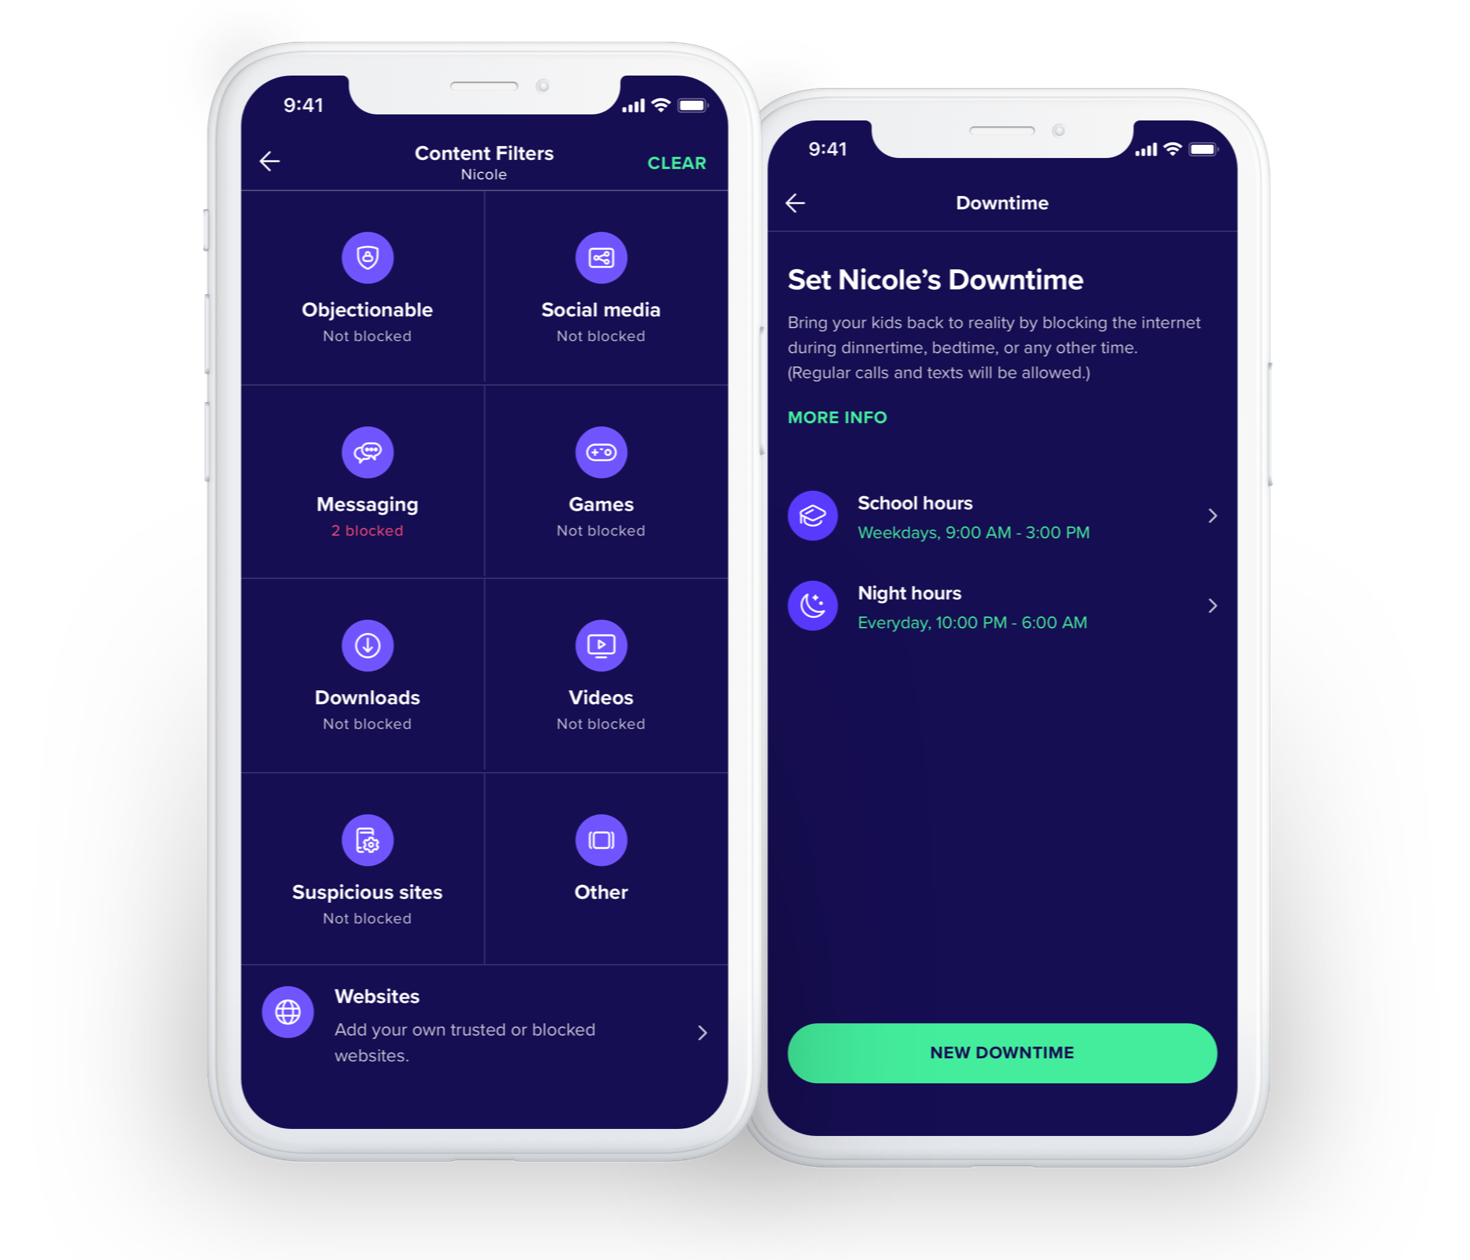 9:41
Content Filters
Nicole
CLEAR
Objectionable
Not blocked
Social media
Not blocked
Messaging
2 blocked
Games
Not blocked
Downloads
Not blocked
Videos
Not blocked
Suspicious sites
Not blocked
Other
Websites
Add your own trusted or blocked
websites.
9:41
Downtime
Set Nicole’s Downtime
Bring your kids back to reality by blocking the internet
during dinnertime, bedtime, or any other time.
(Regular calls and texts will be allowed.)
MORE INFO
School hours
Weekdays, 9:00 AM - 3:00 PM
Night hours
Everyday, 10:00 PM - 6:00 AM
NEW DOWNTIME